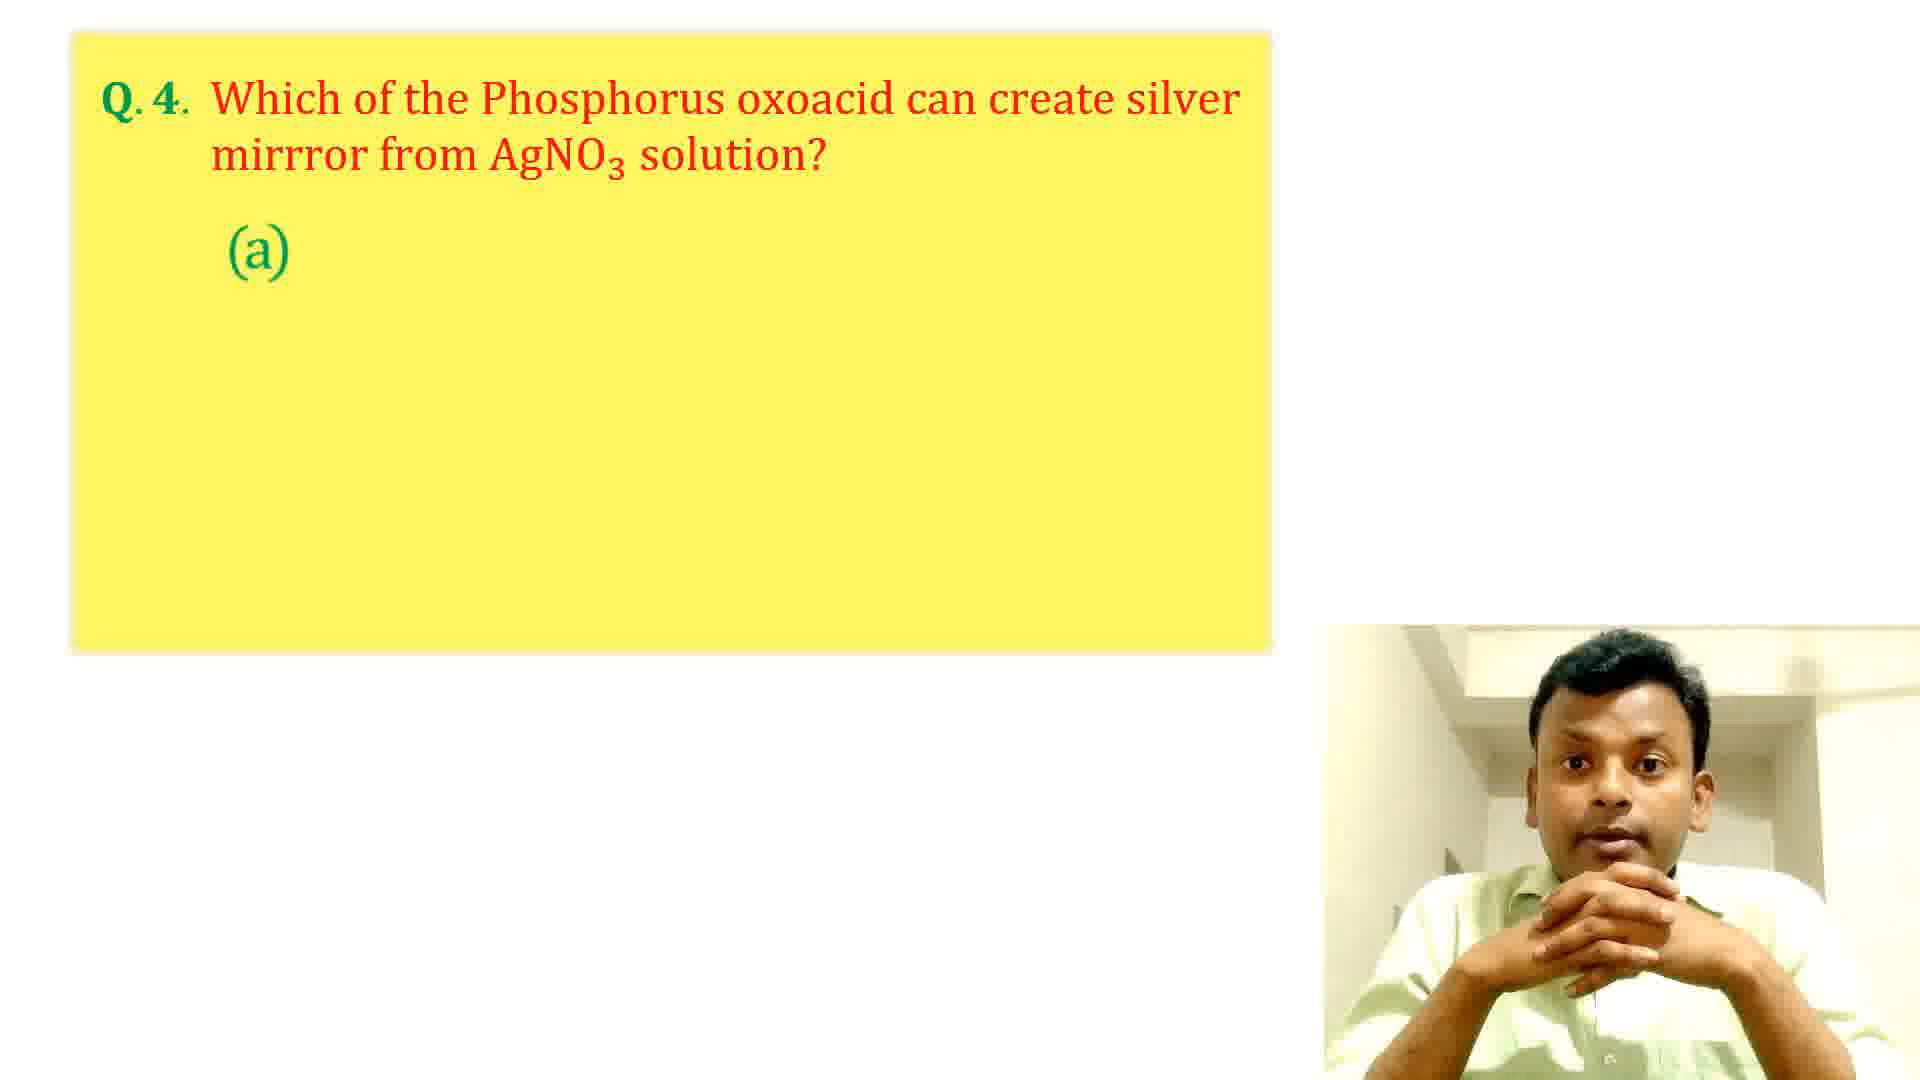 Q. 4. Which of the Phosphorus oxoacid can create silver
mirrror from AgNO₃ solution?
(a)